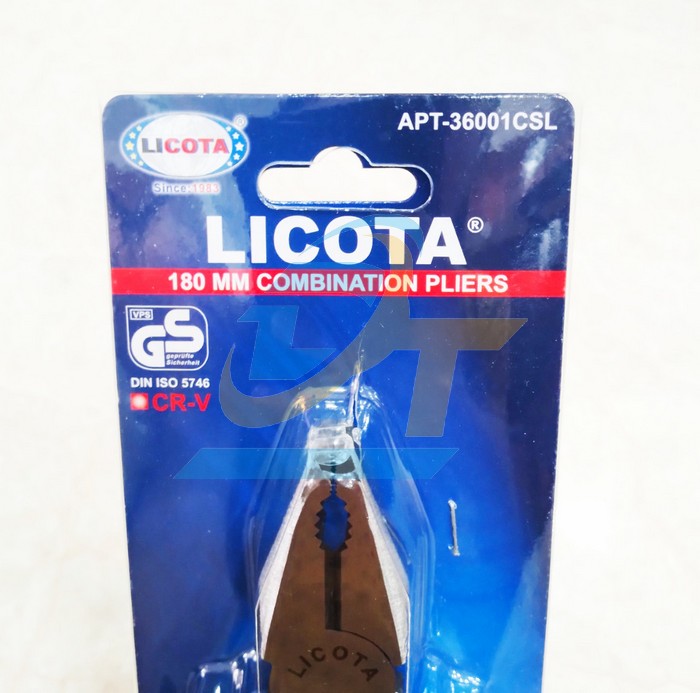 LICOTA®
Since:1983
APT-36001CSL
LICOTA®
180 MM COMBINATION PLIERS
VPS
GS
geprüfte
Sicherheit
DIN ISO 5746
CR-V
LICOTA